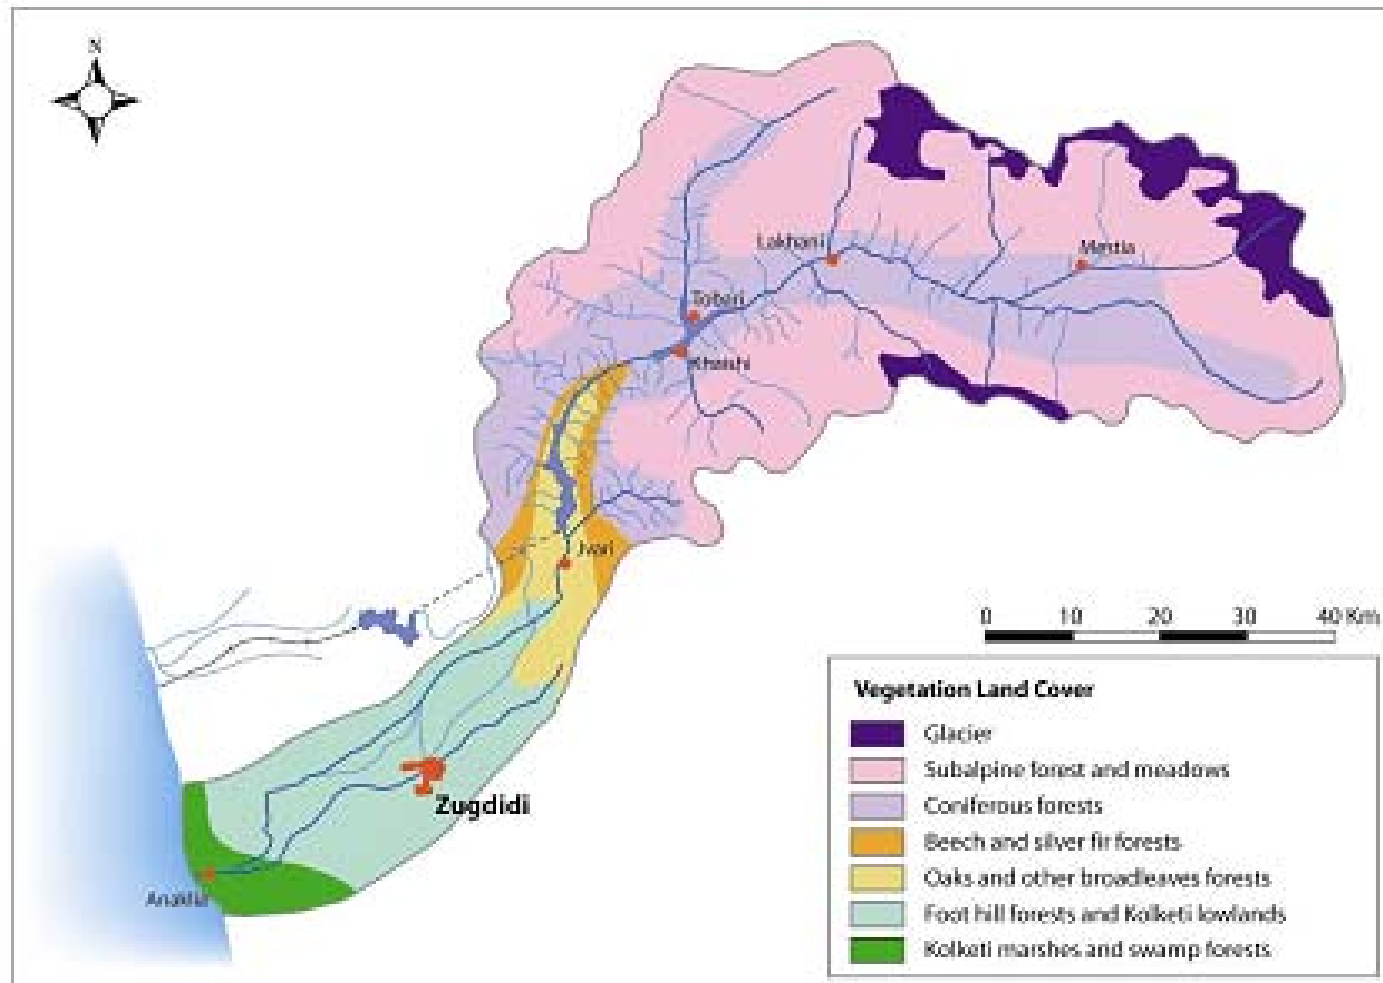 N
Lakhani
Mestia
Tobari
Khaishi
Jvari
0 10 20 30 40 Km
Zugdidi
Anaklia
Vegetation Land Cover
Glacier
Subalpine forest and meadows
Coniferous forests
Beech and silver fir forests
Oaks and other broadleaves forests
Foot hill forests and Kolketi lowlands
Kolketi marshes and swamp forests